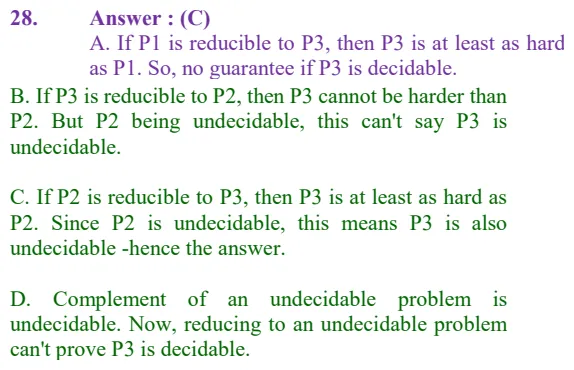 28. Answer : (C)
A. If P1 is reducible to P3, then P3 is at least as hard
as P1. So, no guarantee if P3 is decidable.
B. If P3 is reducible to P2, then P3 cannot be harder than
P2. But P2 being undecidable, this can't say P3 is
undecidable.
C. If P2 is reducible to P3, then P3 is at least as hard as
P2. Since P2 is undecidable, this means P3 is also
undecidable -hence the answer.
D. Complement of an undecidable problem is
undecidable. Now, reducing to an undecidable problem
can't prove P3 is decidable.